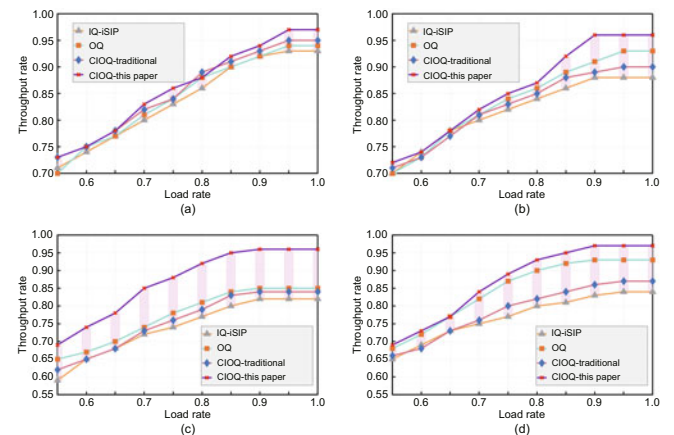 1.00
0.95
0.90
0.85
0.80
0.75
0.70
Throughput rate
IQ-iSIP
OQ
CIOQ-traditional
CIOQ-this paper
0.6 0.7 0.8 0.9 1.0
Load rate
(a)
1.00
0.95
0.90
0.85
0.80
0.75
0.70
Throughput rate
IQ-iSIP
OQ
CIOQ-traditional
CIOQ-this paper
0.6 0.7 0.8 0.9 1.0
Load rate
(b)
1.00
0.95
0.90
0.85
0.80
0.75
0.70
0.65
0.60
0.55
Throughput rate
IQ-iSIP
OQ
CIOQ-traditional
CIOQ-this paper
0.6 0.7 0.8 0.9 1.0
Load rate
(c)
1.00
0.95
0.90
0.85
0.80
0.75
0.70
0.65
0.60
0.55
Throughput rate
IQ-iSIP
OQ
CIOQ-traditional
CIOQ-this paper
0.6 0.7 0.8 0.9 1.0
Load rate
(d)